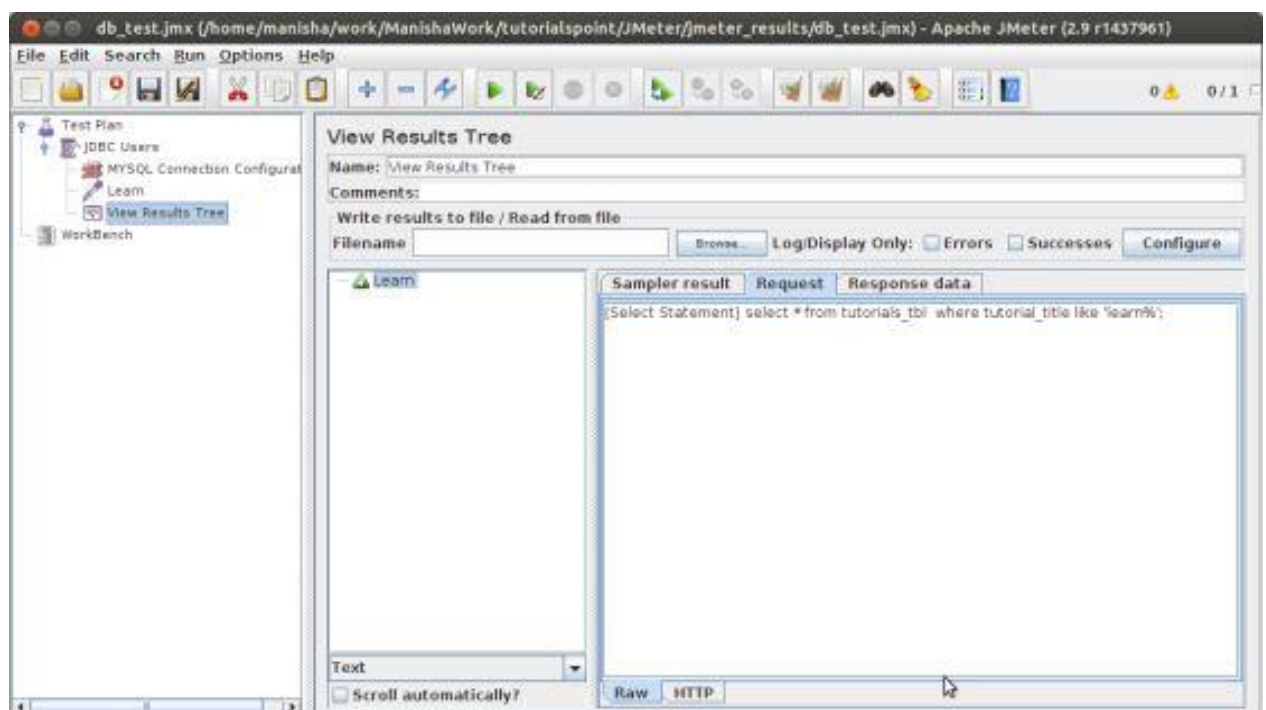 db_test.jmx (/home/manisha/work/ManishaWork/tutorialspoint/JMeter/jmeter_results/db_test.jmx) - Apache JMeter (2.9 r1437961)
File Edit Search Run Options Help
0 0/1
Test Plan
JDBC Users
MYSQL Connection Configurat
Learn
View Results Tree
WorkBench
View Results Tree
Name: View Results Tree
Comments:
Write results to file / Read from file
Filename Browse... Log/Display Only: Errors Successes Configure
Learn
Sampler result Request Response data
[Select Statement] select * from tutorials_tbl where tutorial_title like 'learn%';
Text
Scroll automatically?
Raw HTTP